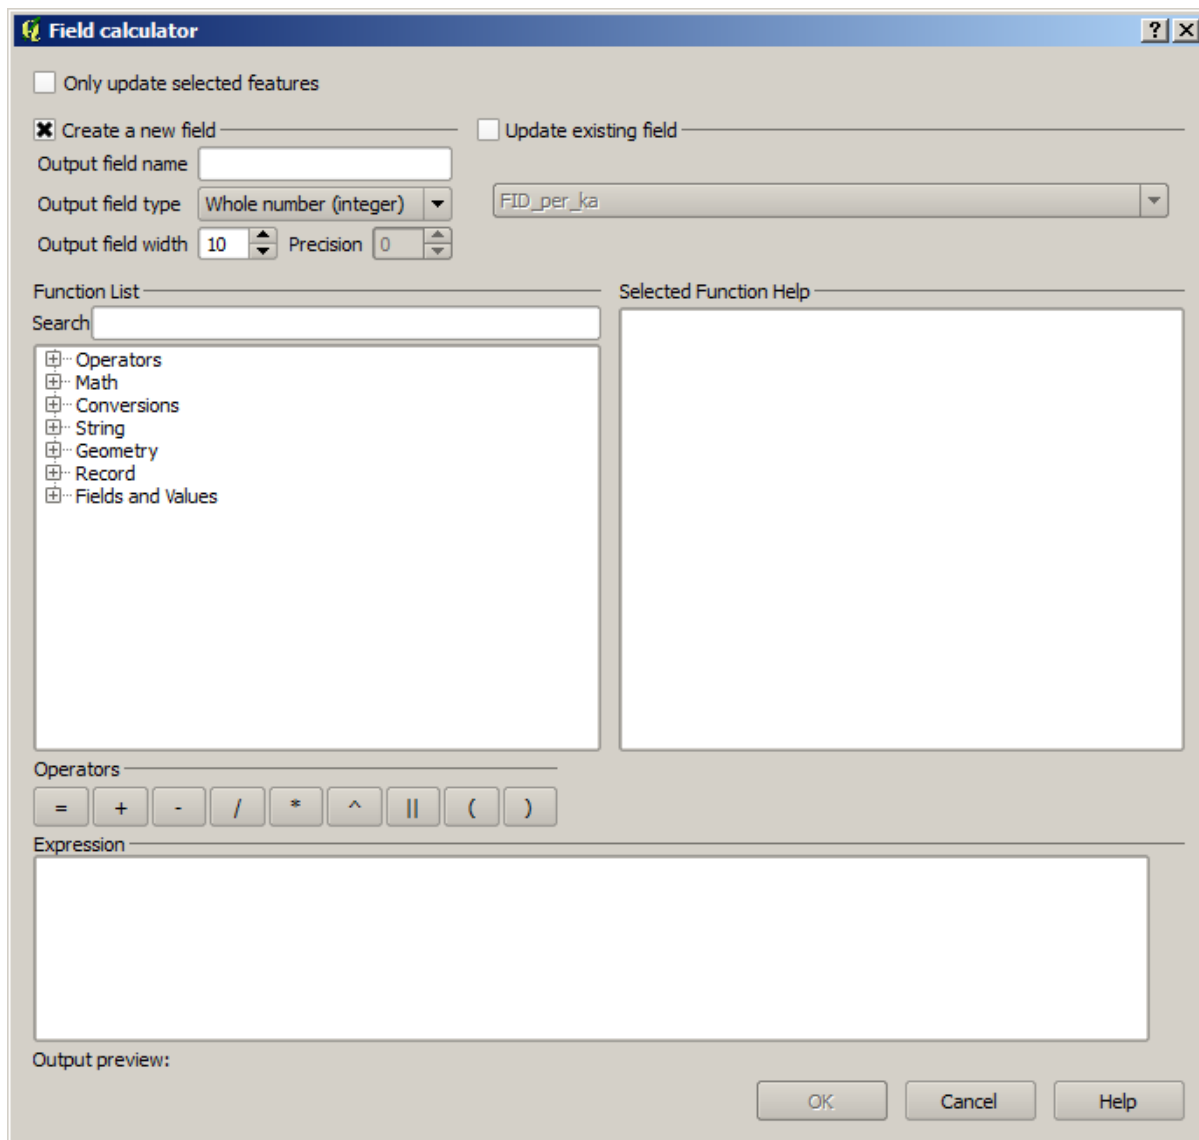 Field calculator
Only update selected features
Create a new field
Update existing field
Output field name
Output field type Whole number (integer)
FID_per_ka
Output field width 10 Precision 0
Function List
Selected Function Help
Search
Operators
Math
Conversions
String
Geometry
Record
Fields and Values
Operators
= + - / * ^ || ( )
Expression
Output preview:
OK Cancel Help